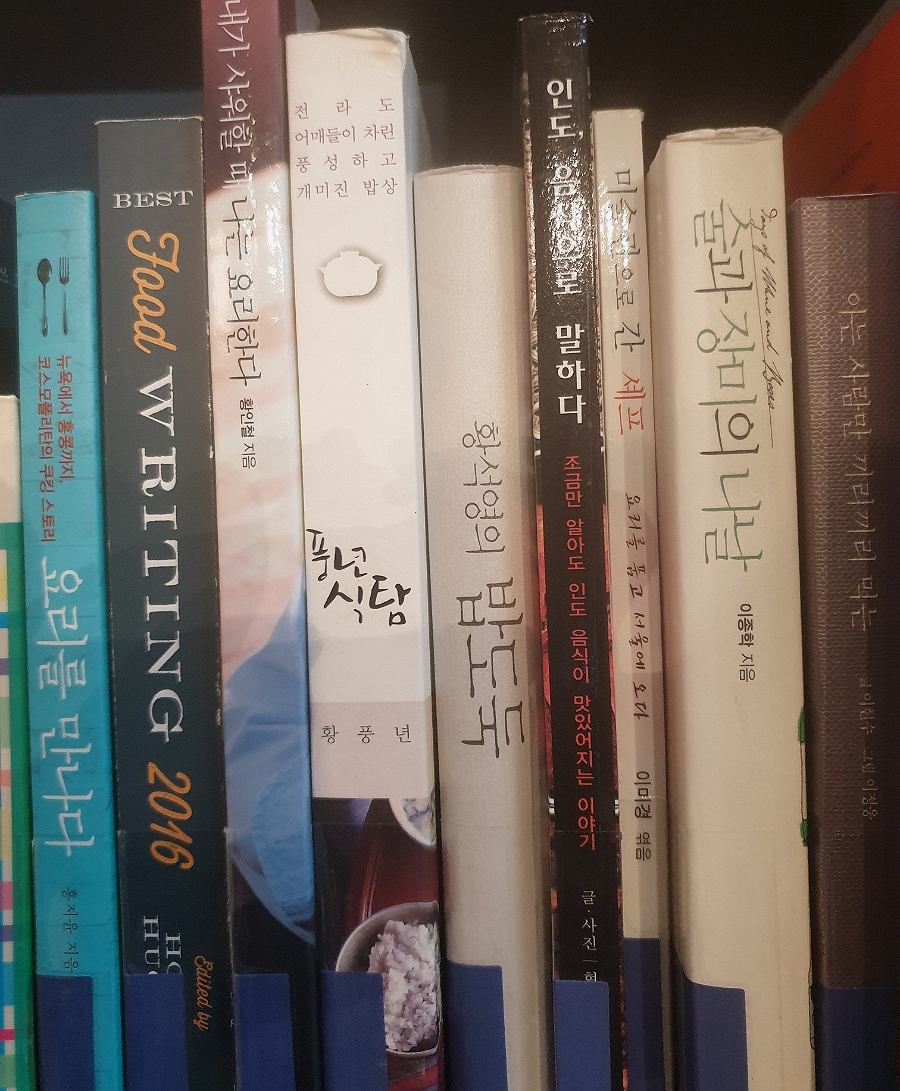 뉴욕에서 홍콩까지,
코스모폴리탄의 쿠킹 스토리
요리를 만나다
홍지윤 지음
BEST
Food WRITING 2016
Edited by
내가 샤워할 때 나는 요리한다
황인철 지음
전라도
어매들이 차린
풍성하고
개미진 밥상
풍년
식탐
황풍년
황석영의 밥도둑
인도 음식으로 말하다
조금만 알아도 인도 음식이 맛있어지는 이야기
글·사진 | 현
미슐랭으로 간 셰프
요리를 품고 서울에 오다
이미경 엮음
Days of Wine and Roses
술과 장미의 나날
이종학 지음
아는 사람만 끼리끼리 먹는